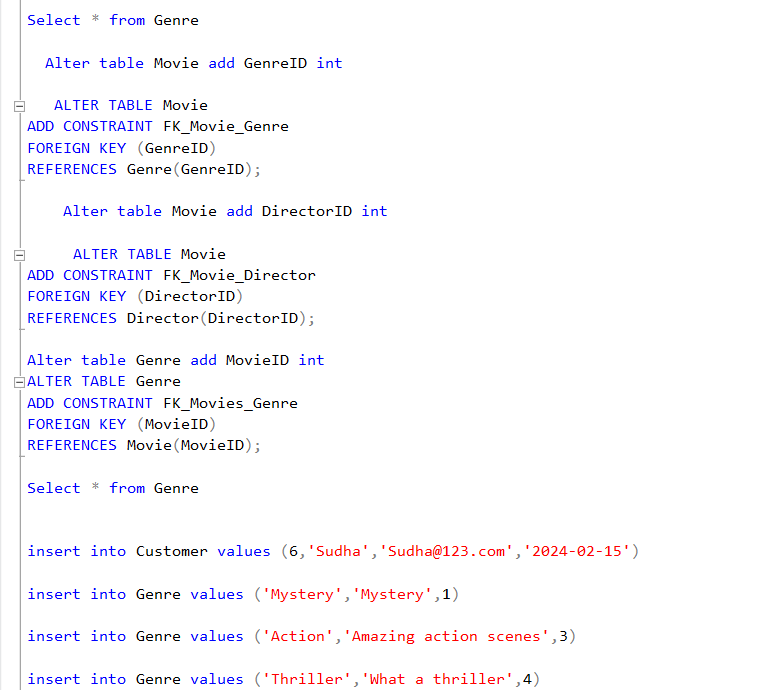 Select * from Genre
Alter table Movie add GenreID int
ALTER TABLE Movie
ADD CONSTRAINT FK_Movie_Genre
FOREIGN KEY (GenreID)
REFERENCES Genre(GenreID);
Alter table Movie add DirectorID int
ALTER TABLE Movie
ADD CONSTRAINT FK_Movie_Director
FOREIGN KEY (DirectorID)
REFERENCES Director(DirectorID);
Alter table Genre add MovieID int
ALTER TABLE Genre
ADD CONSTRAINT FK_Movies_Genre
FOREIGN KEY (MovieID)
REFERENCES Movie(MovieID);
Select * from Genre
insert into Customer values (6,'Sudha','Sudha@123.com','2024-02-15')
insert into Genre values ('Mystery','Mystery',1)
insert into Genre values ('Action','Amazing action scenes',3)
insert into Genre values ('Thriller','What a thriller',4)